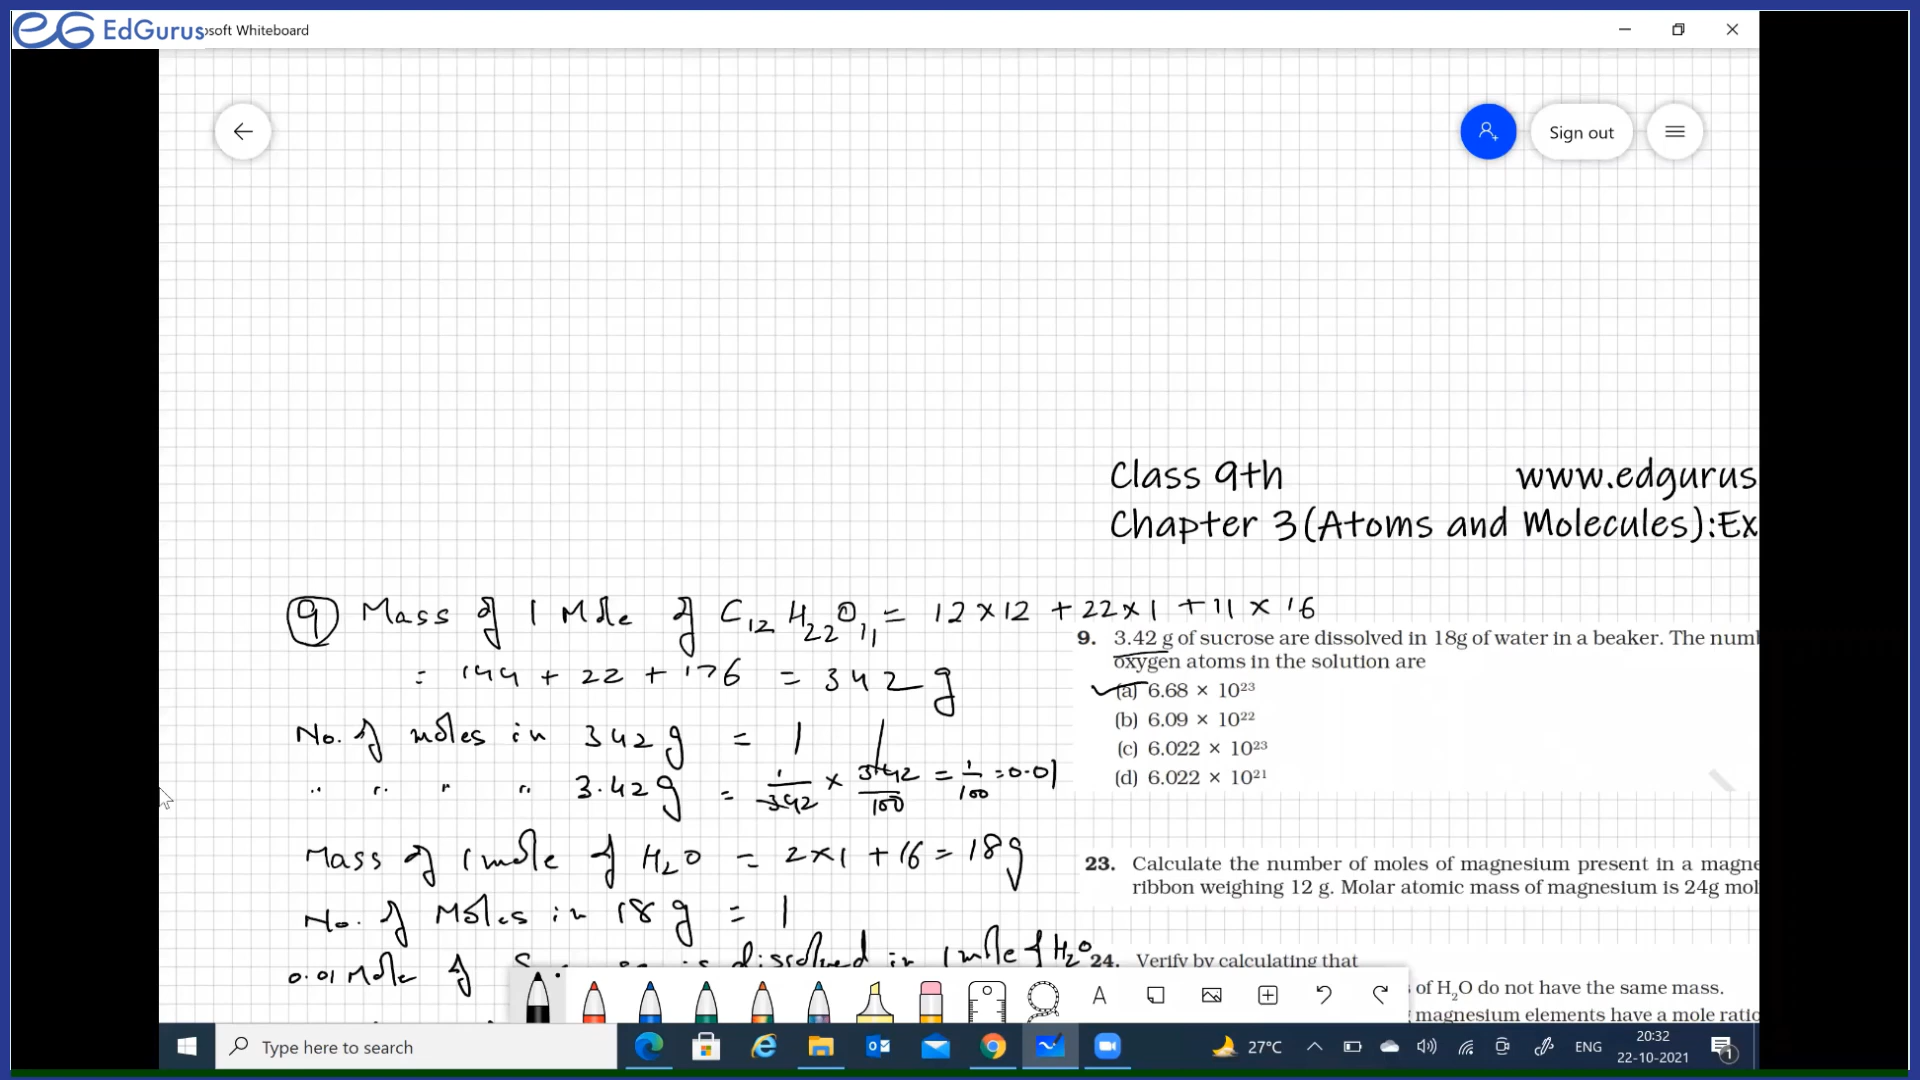 EdGurus
osoft Whiteboard
Sign out
Class 9th
www.edgurus
Chapter 3(Atoms and Molecules):Ex
9 Mass of 1 Mole of C₁₂H₂₂O₁₁ = 12×12 + 22×1 + 11×16
= 144 + 22 + 176 = 342 g
No. of moles in 342 g = 1
" " " " 3.42 g = 1/342 × 342/100 = 1/100 = 0.01
Mass of 1 mole of H₂O = 2×1 + 16 = 18g
No. of Moles in 18 g = 1
0.01 Mole of is dissolved in 1 mole of H₂O
9. 3.42 g of sucrose are dissolved in 18g of water in a beaker. The num
oxygen atoms in the solution are
(a) 6.68 × 10²³
(b) 6.09 × 10²²
(c) 6.022 × 10²³
(d) 6.022 × 10²¹
23. Calculate the number of moles of magnesium present in a magne
ribbon weighing 12 g. Molar atomic mass of magnesium is 24g mol
24. Verify by calculating that
of H₂O do not have the same mass.
magnesium elements have a mole ratio
A
Type here to search
27°C
ENG
20:32
22-10-2021
1